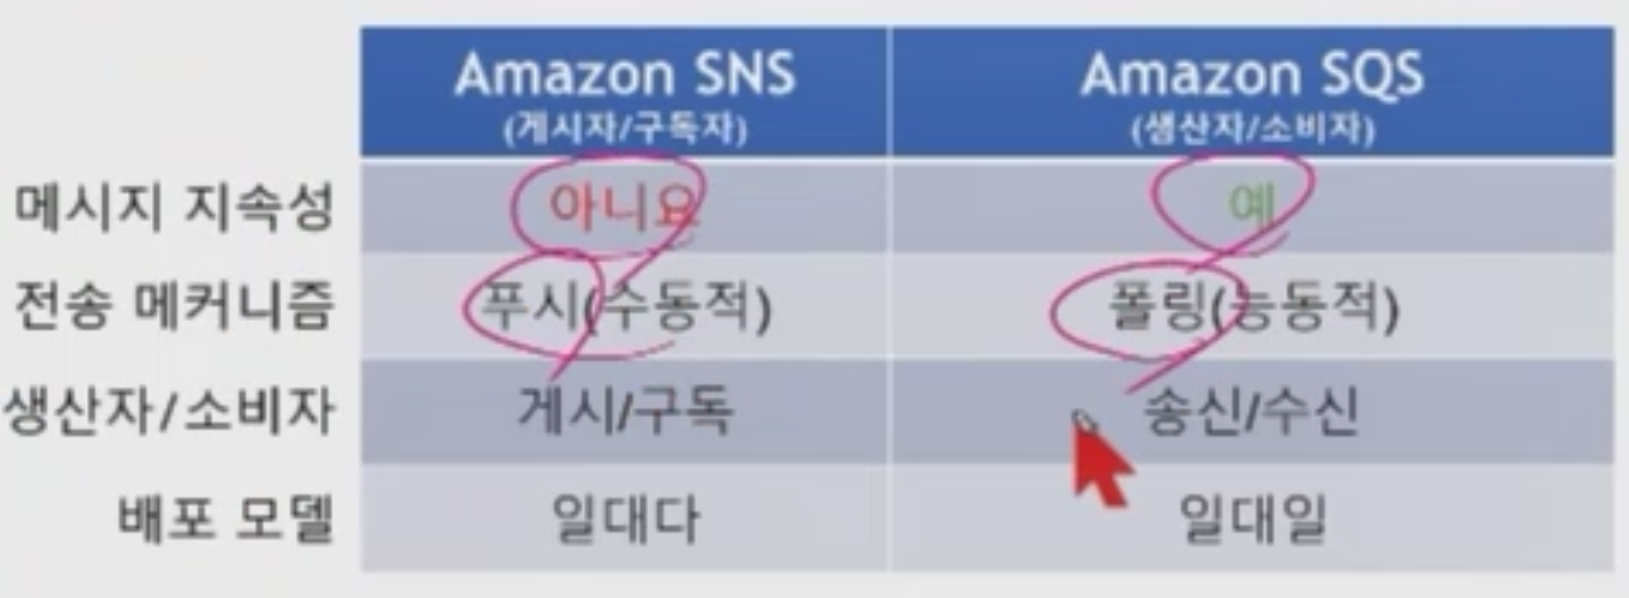 Amazon SNS
(게시자/구독자)
Amazon SQS
(생산자/소비자)
메시지 지속성
아니요
예
전송 메커니즘
푸시(수동적)
폴링(능동적)
생산자/소비자
게시/구독
송신/수신
배포 모델
일대다
일대일